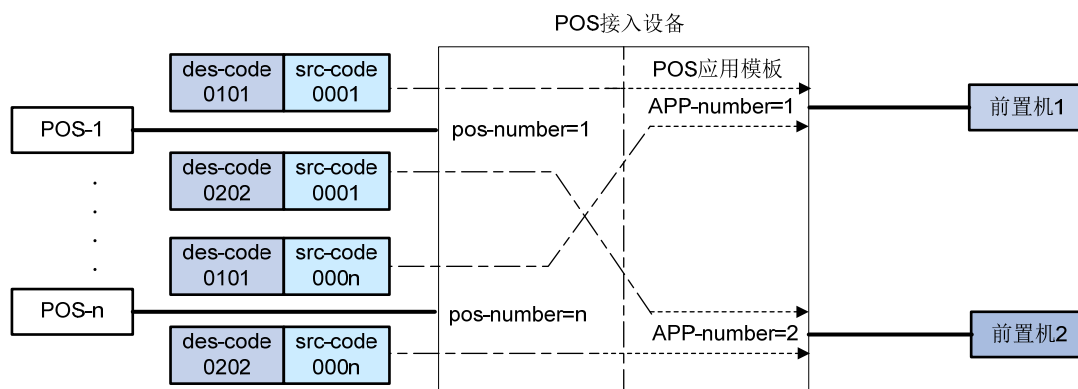 POS接入设备
des-code
0101
src-code
0001
POS应用模板
APP-number=1
前置机1
POS-1
pos-number=1
des-code
0202
src-code
0001
des-code
0101
src-code
000n
POS-n
pos-number=n
APP-number=2
前置机2
des-code
0202
src-code
000n